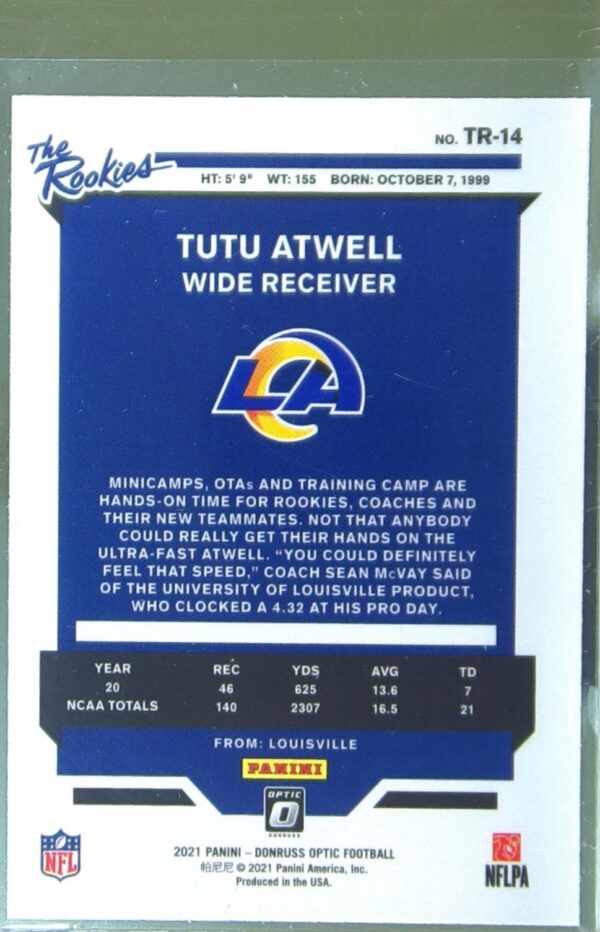 NO. TR-14
The
Rookies
HT: 5' 9" WT: 155 BORN: OCTOBER 7, 1999
TUTU ATWELL
WIDE RECEIVER
LA
MINICAMPS, OTAs AND TRAINING CAMP ARE
HANDS-ON TIME FOR ROOKIES, COACHES AND
THEIR NEW TEAMMATES. NOT THAT ANYBODY
COULD REALLY GET THEIR HANDS ON THE
ULTRA-FAST ATWELL. “YOU COULD DEFINITELY
FEEL THAT SPEED,” COACH SEAN McVAY SAID
OF THE UNIVERSITY OF LOUISVILLE PRODUCT,
WHO CLOCKED A 4.32 AT HIS PRO DAY.
YEAR REC YDS AVG TD
20 46 625 13.6 7
NCAA TOTALS 140 2307 16.5 21
FROM: LOUISVILLE
PANINI
OPTIC
DONRUSS
NFL
2021 PANINI – DONRUSS OPTIC FOOTBALL
帕尼尼 © 2021 Panini America, Inc.
Produced in the USA.
NFLPA